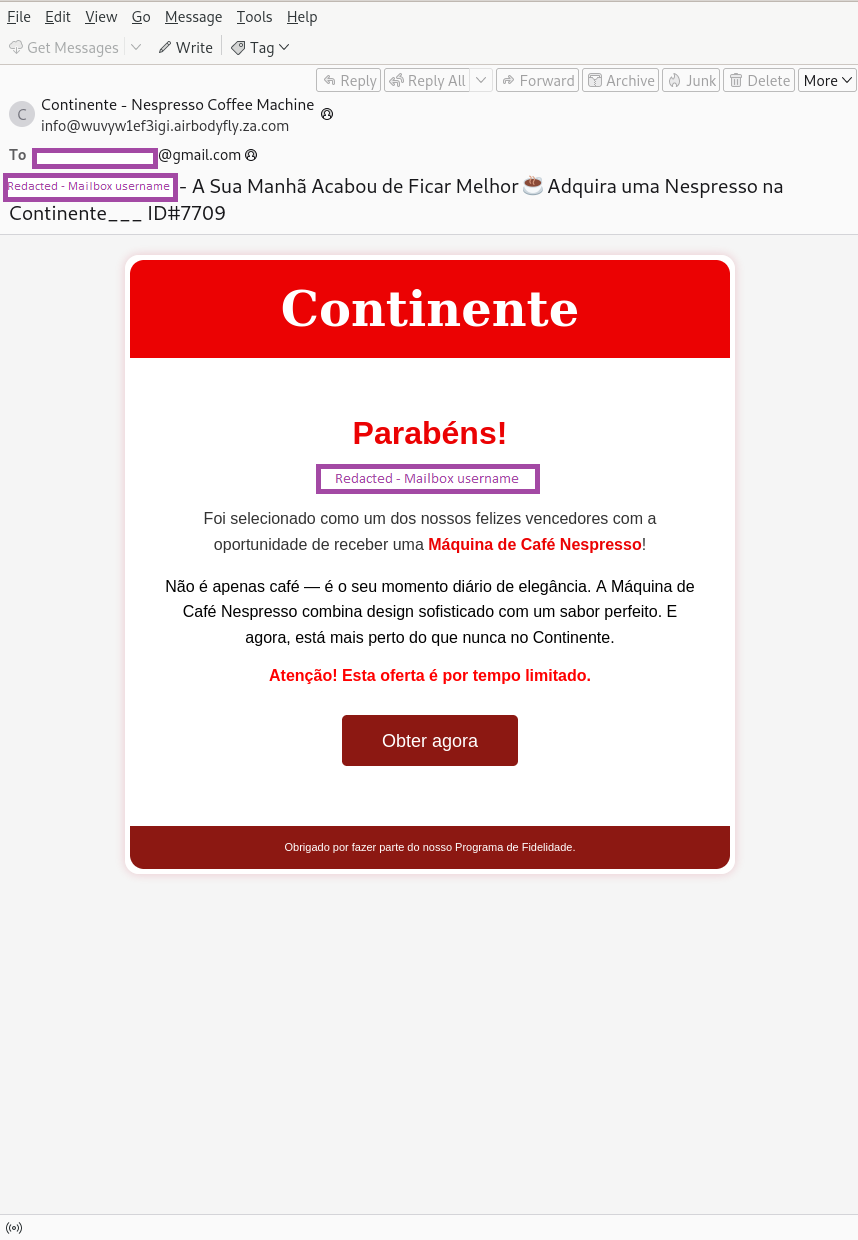 File Edit View Go Message Tools Help
Get Messages Write Tag
Reply Reply All Forward Archive Junk Delete More
C
Continente - Nespresso Coffee Machine
info@wuvyw1ef3igi.airbodyfly.za.com
To @gmail.com
Redacted - Mailbox username - A Sua Manhã Acabou de Ficar Melhor☕Adquira uma Nespresso na
Continente___ ID#7709
Continente
Parabéns!
Redacted - Mailbox username
Foi selecionado como um dos nossos felizes vencedores com a
oportunidade de receber uma Máquina de Café Nespresso!
Não é apenas café — é o seu momento diário de elegância. A Máquina de
Café Nespresso combina design sofisticado com um sabor perfeito. E
agora, está mais perto do que nunca no Continente.
Atenção! Esta oferta é por tempo limitado.
Obter agora
Obrigado por fazer parte do nosso Programa de Fidelidade.